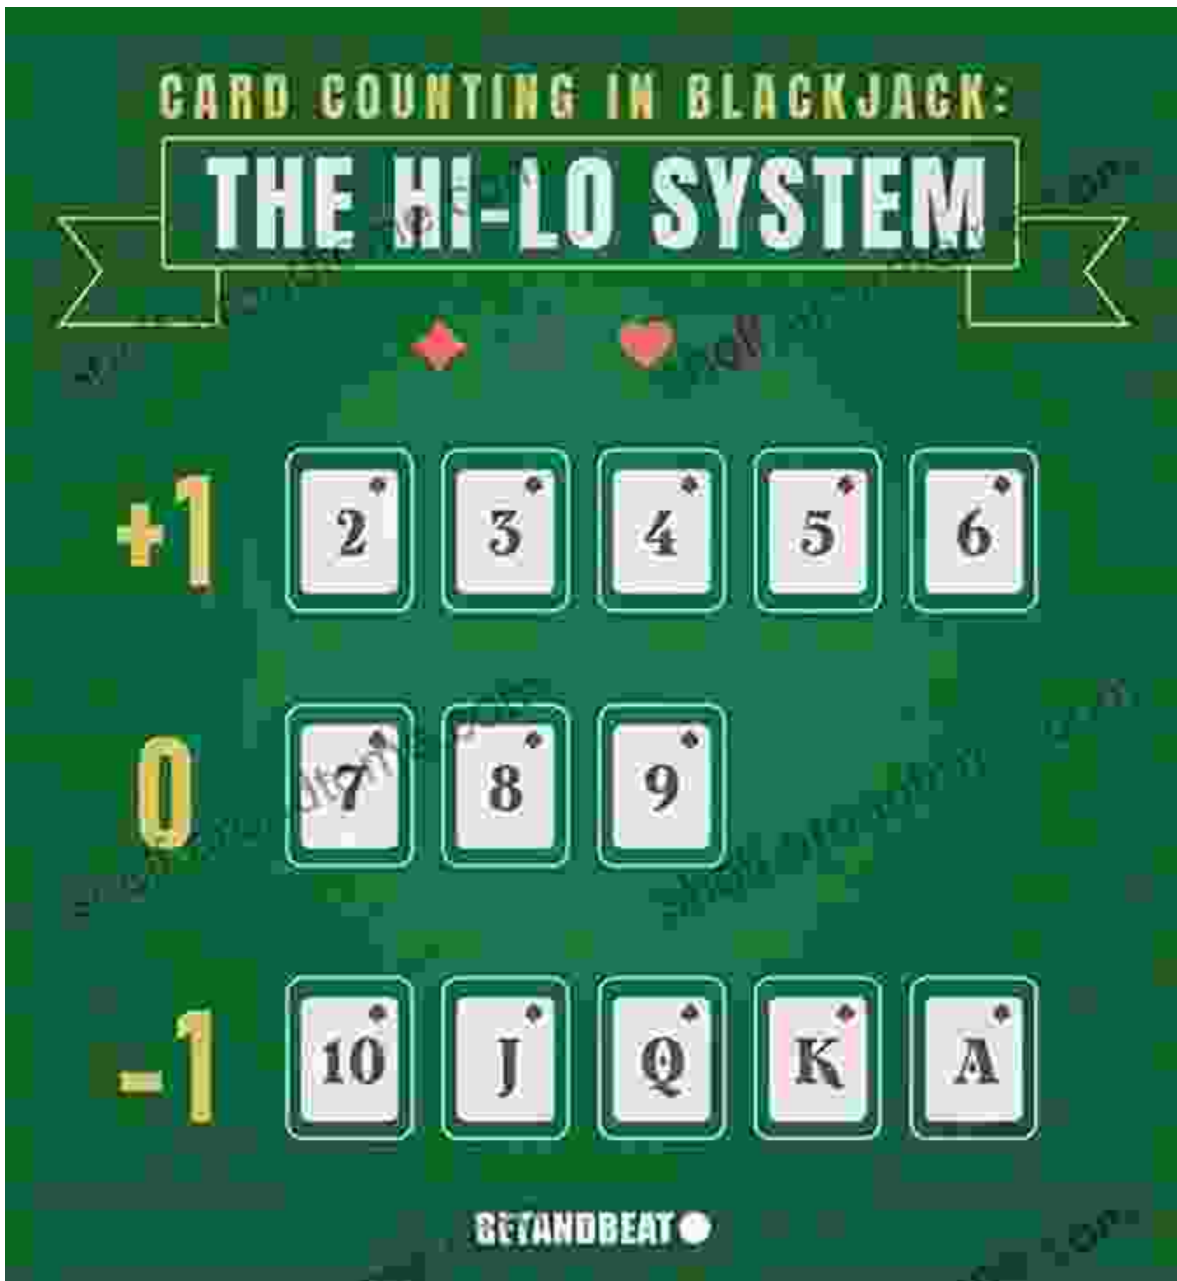 CARD COUNTING IN BLACKJACK:
THE HI-LO SYSTEM
+1 2 3 4 5 6
0 7 8 9
-1 10 J Q K A
BETANDBEAT